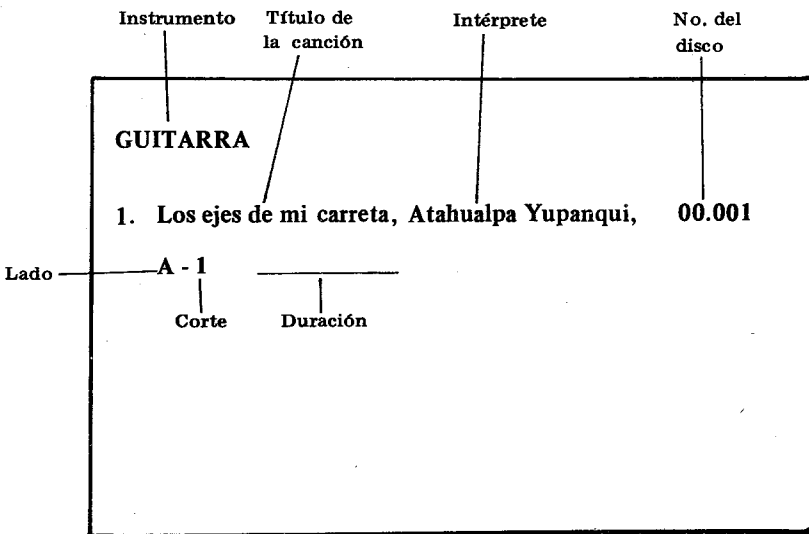 Instrumento Título de Intérprete No. del
la canción disco
GUITARRA
1. Los ejes de mi carreta, Atahualpa Yupanqui, 00.001
Lado A - 1
Corte Duración